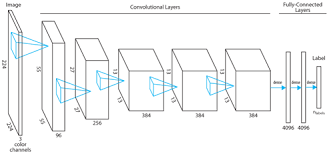 Image
Convolutional Layers
Fully-Connected
Layers
224
224
3
color
channels
55
55
96
27
27
256
13
13
384
13
13
384
13
13
384
dense
dense
dense
4096
4096
Label